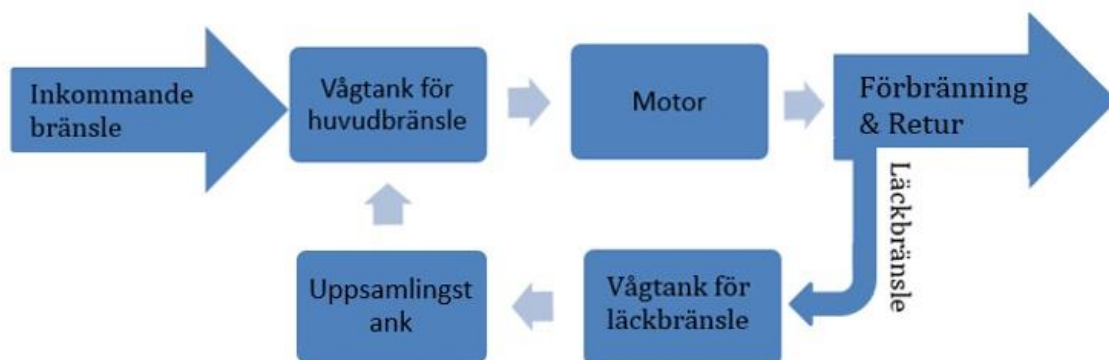 Inkommande
bränsle
Vågtank för
huvudbränsle
Motor
Förbränning
& Retur
Läckbränsle
Vågtank för
läckbränsle
Uppsamlingst
ank